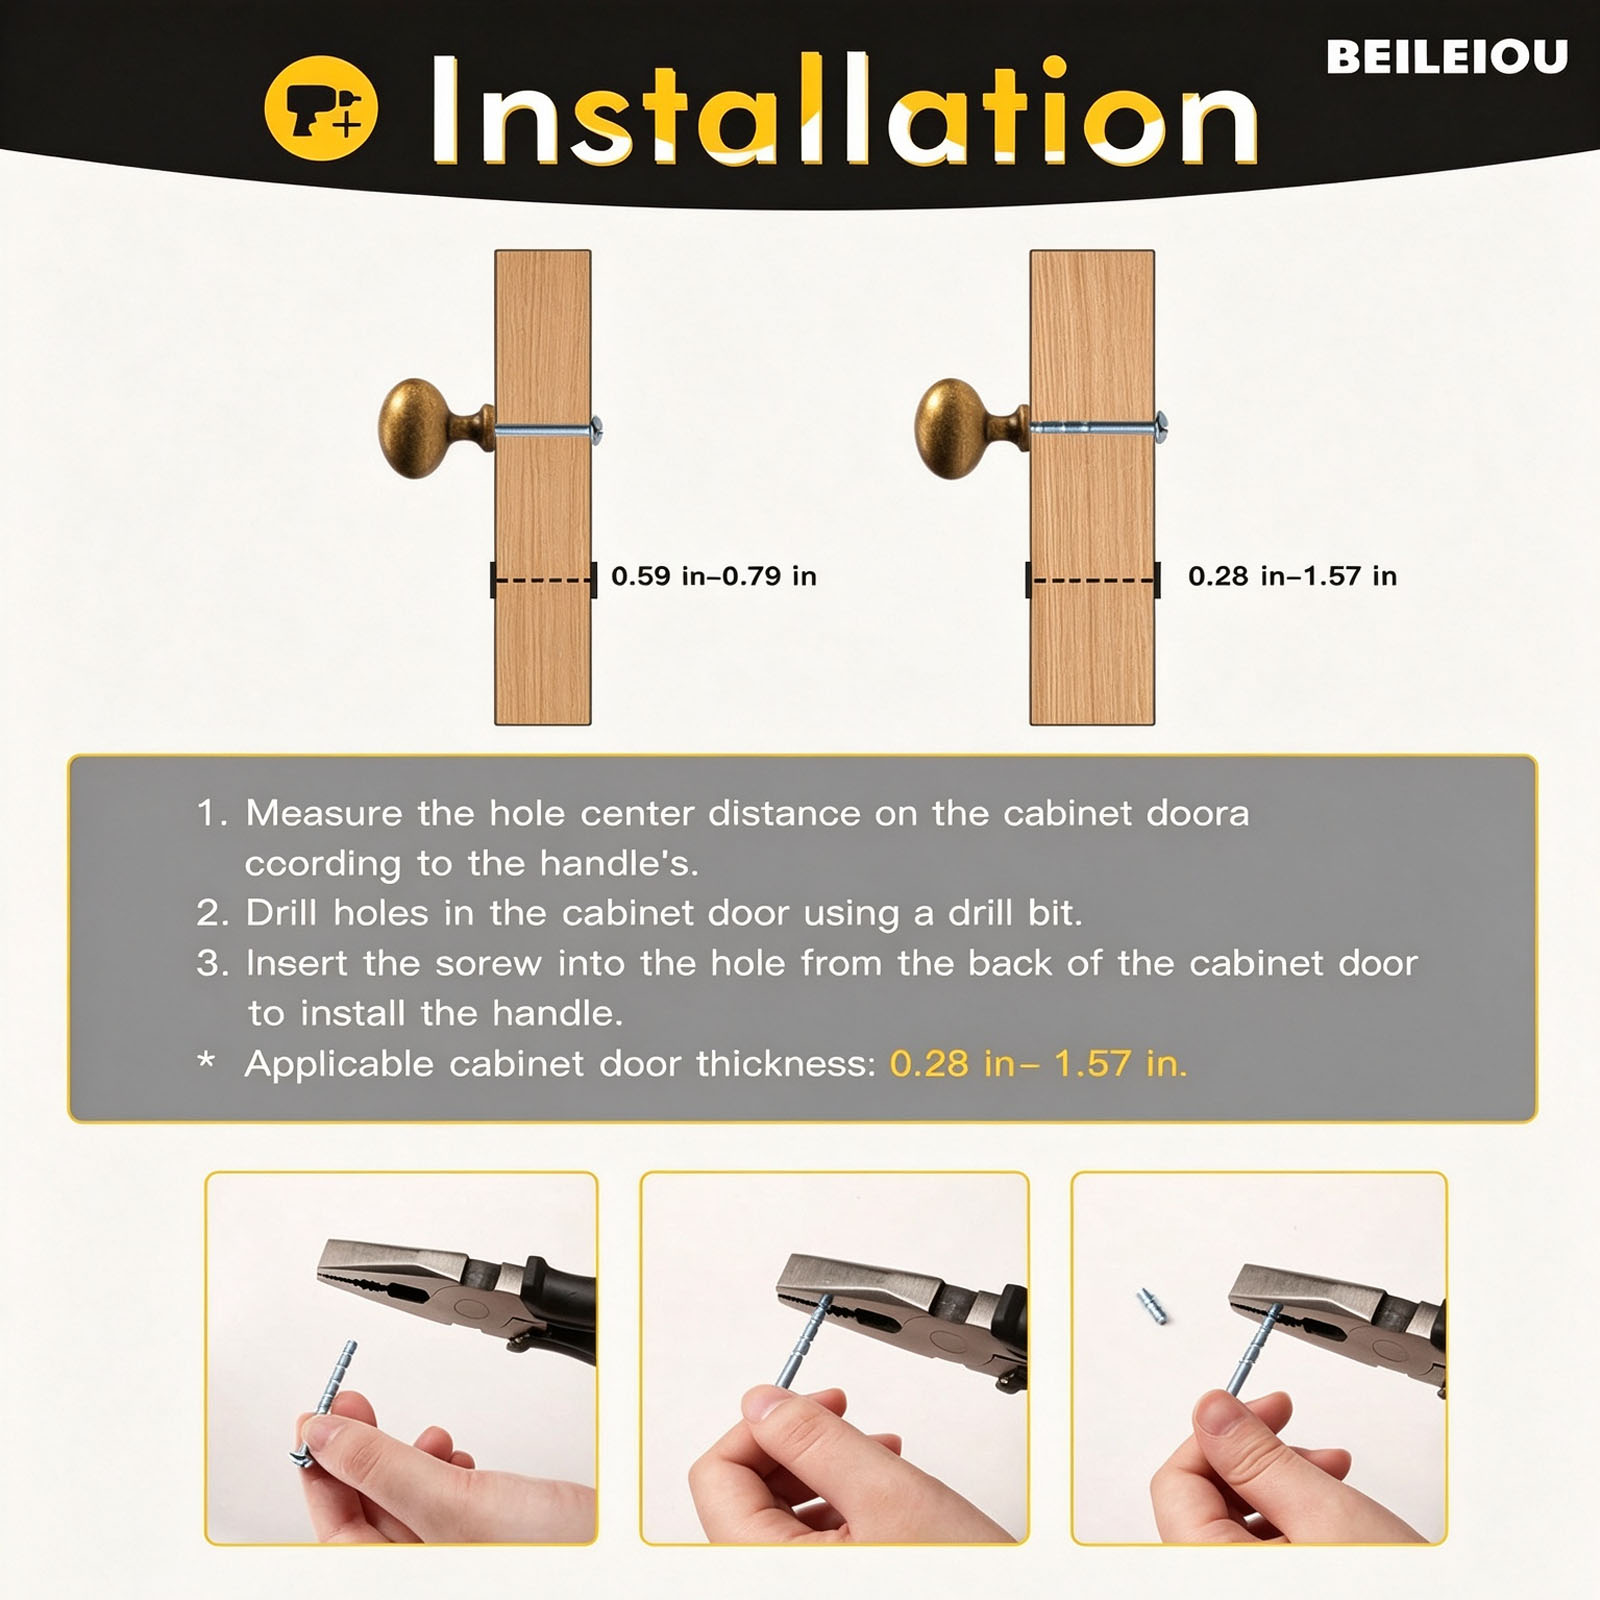 BEILEIOU
Installation
0.59 in–0.79 in
0.28 in–1.57 in
1. Measure the hole center distance on the cabinet doora
ccording to the handle's.
2. Drill holes in the cabinet door using a drill bit.
3. Insert the sorew into the hole from the back of the cabinet door
to install the handle.
* Applicable cabinet door thickness: 0.28 in– 1.57 in.